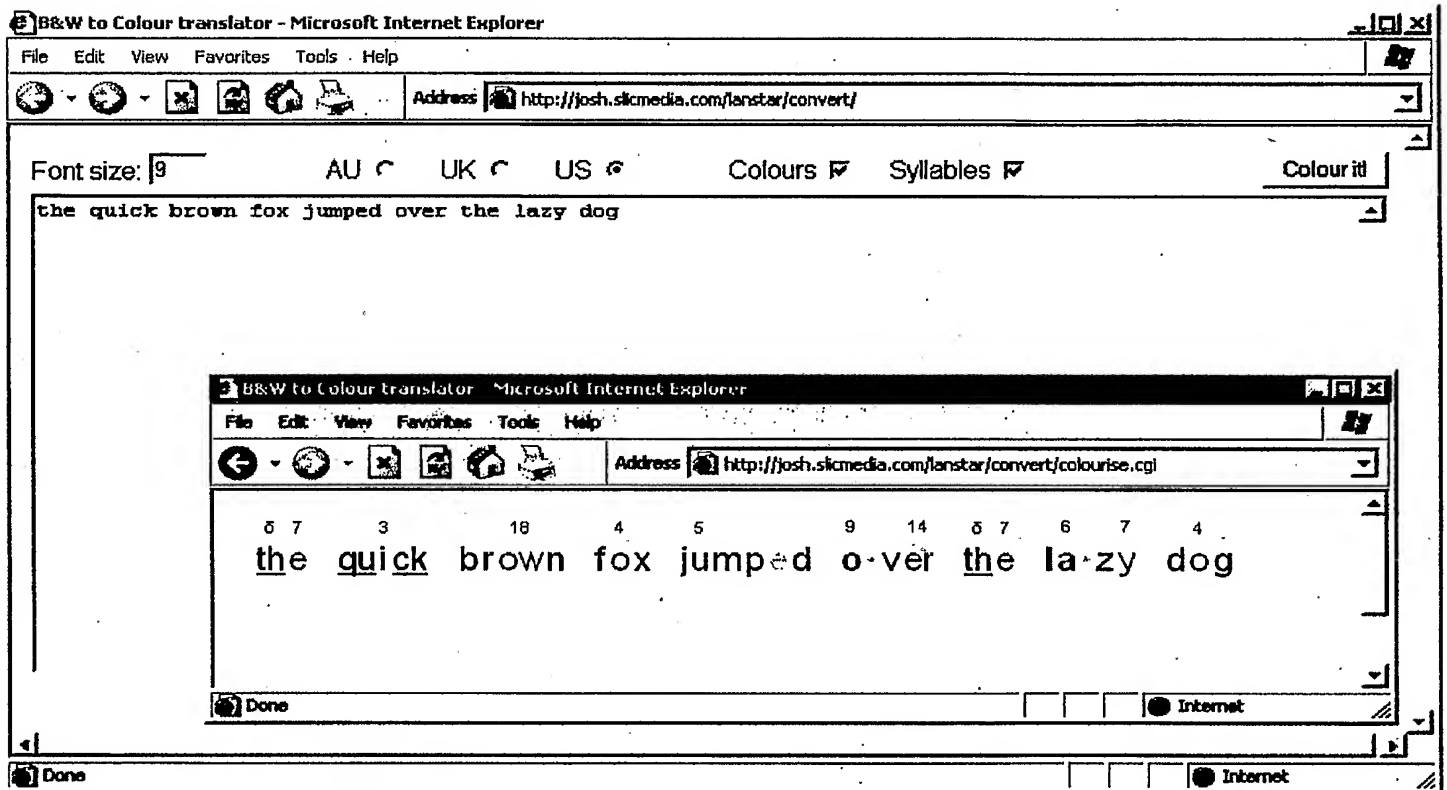 B&W to Colour translator - Microsoft Internet Explorer
File Edit View Favorites Tools Help
Address http://josh.slicmedia.com/lanstar/convert/
Font size: 9 AU UK US Colours Syllables Colour it!
the quick brown fox jumped over the lazy dog
B&W to Colour translator - Microsoft Internet Explorer
File Edit View Favorites Tools Help
Address http://josh.slicmedia.com/lanstar/convert/colourise.cgi
ð 7 3 18 4 5 9 14 ð 7 6 7 4
the quick brown fox jumped o·ver the la·zy dog
Done Internet
Done Internet